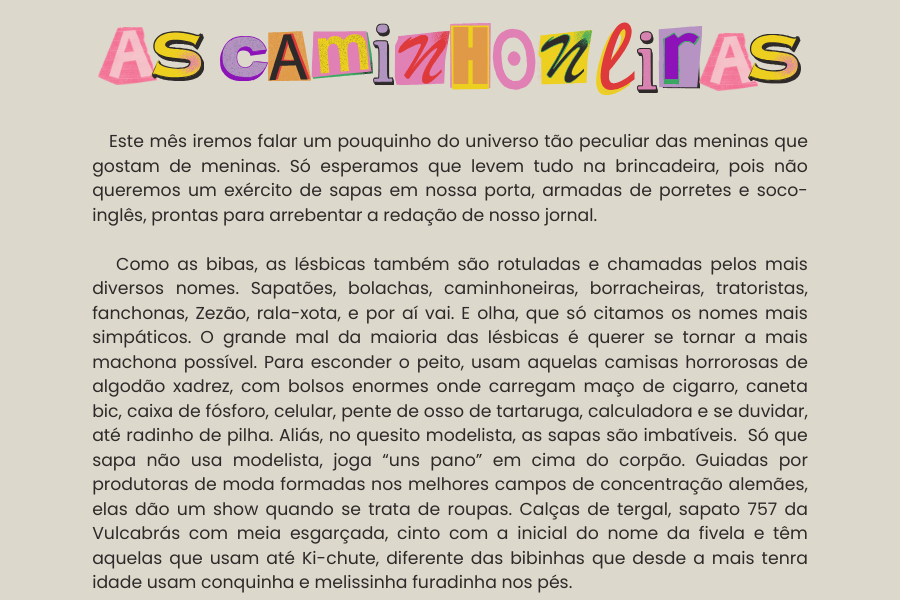 As caminHONlEirAs
Este mês iremos falar um pouquinho do universo tão peculiar das meninas que
gostam de meninas. Só esperamos que levem tudo na brincadeira, pois não
queremos um exército de sapas em nossa porta, armadas de porretes e soco-
inglês, prontas para arrebentar a redação de nosso jornal.
Como as bibas, as lésbicas também são rotuladas e chamadas pelos mais
diversos nomes. Sapatões, bolachas, caminhoneiras, borracheiras, tratoristas,
fanchonas, Zezão, rala-xota, e por aí vai. E olha, que só citamos os nomes mais
simpáticos. O grande mal da maioria das lésbicas é querer se tornar a mais
machona possível. Para esconder o peito, usam aquelas camisas horrorosas de
algodão xadrez, com bolsos enormes onde carregam maço de cigarro, caneta
bic, caixa de fósforo, celular, pente de osso de tartaruga, calculadora e se duvidar,
até radinho de pilha. Aliás, no quesito modelista, as sapas são imbatíveis.  Só que
sapa não usa modelista, joga “uns pano” em cima do corpão. Guiadas por
produtoras de moda formadas nos melhores campos de concentração alemães,
elas dão um show quando se trata de roupas. Calças de tergal, sapato 757 da
Vulcabrás com meia esgarçada, cinto com a inicial do nome da fivela e têm
aquelas que usam até Ki-chute, diferente das bibinhas que desde a mais tenra
idade usam conquinha e melissinha furadinha nos pés.